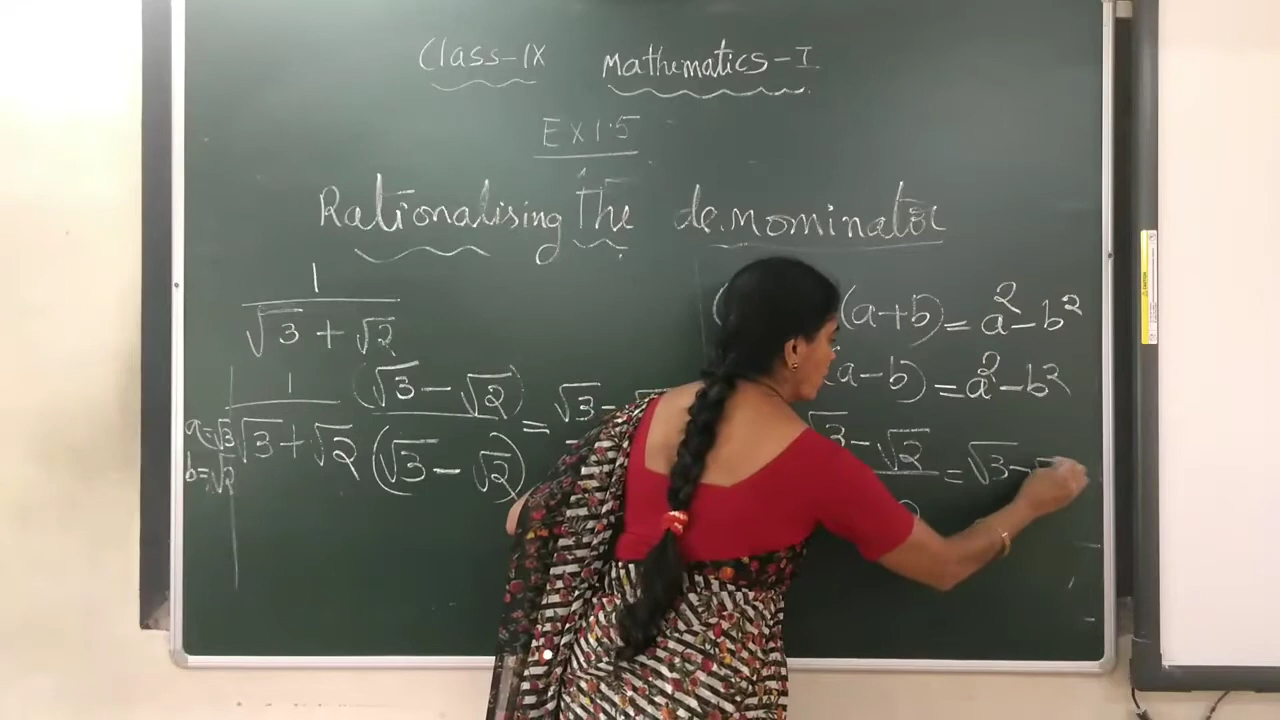 Class-IX Mathematics-I
EX 1.5
Rationalising The denominator
1
√3 + √2
(a+b) = a²-b²
(a-b) = a²-b²
1 (√3 - √2)
√3 + √2 (√3 - √2) = √3 -
a=√3
b=√2
√3 - √2 = √3 -